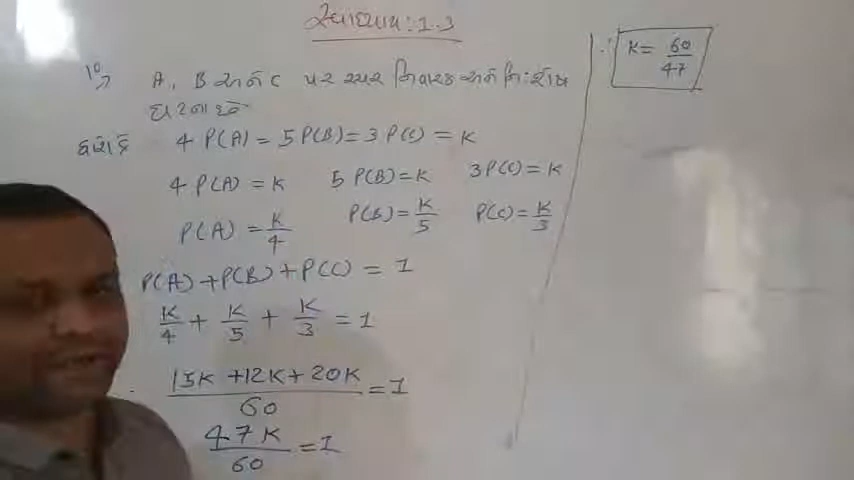 સ્વાધ્યાય : 1.3
10→ A, B અને C પરસ્પર નિવારક અને નિઃશેષ
ઘટના છે
ધારો કે 4 P(A) = 5 P(B) = 3 P(C) = K
4 P(A) = K 5 P(B) = K 3 P(C) = K
P(A) = K/4 P(B) = K/5 P(C) = K/3
P(A) + P(B) + P(C) = 1
K/4 + K/5 + K/3 = 1
(15K + 12K + 20K)/60 = 1
47K/60 = 1
∴ K = 60/47